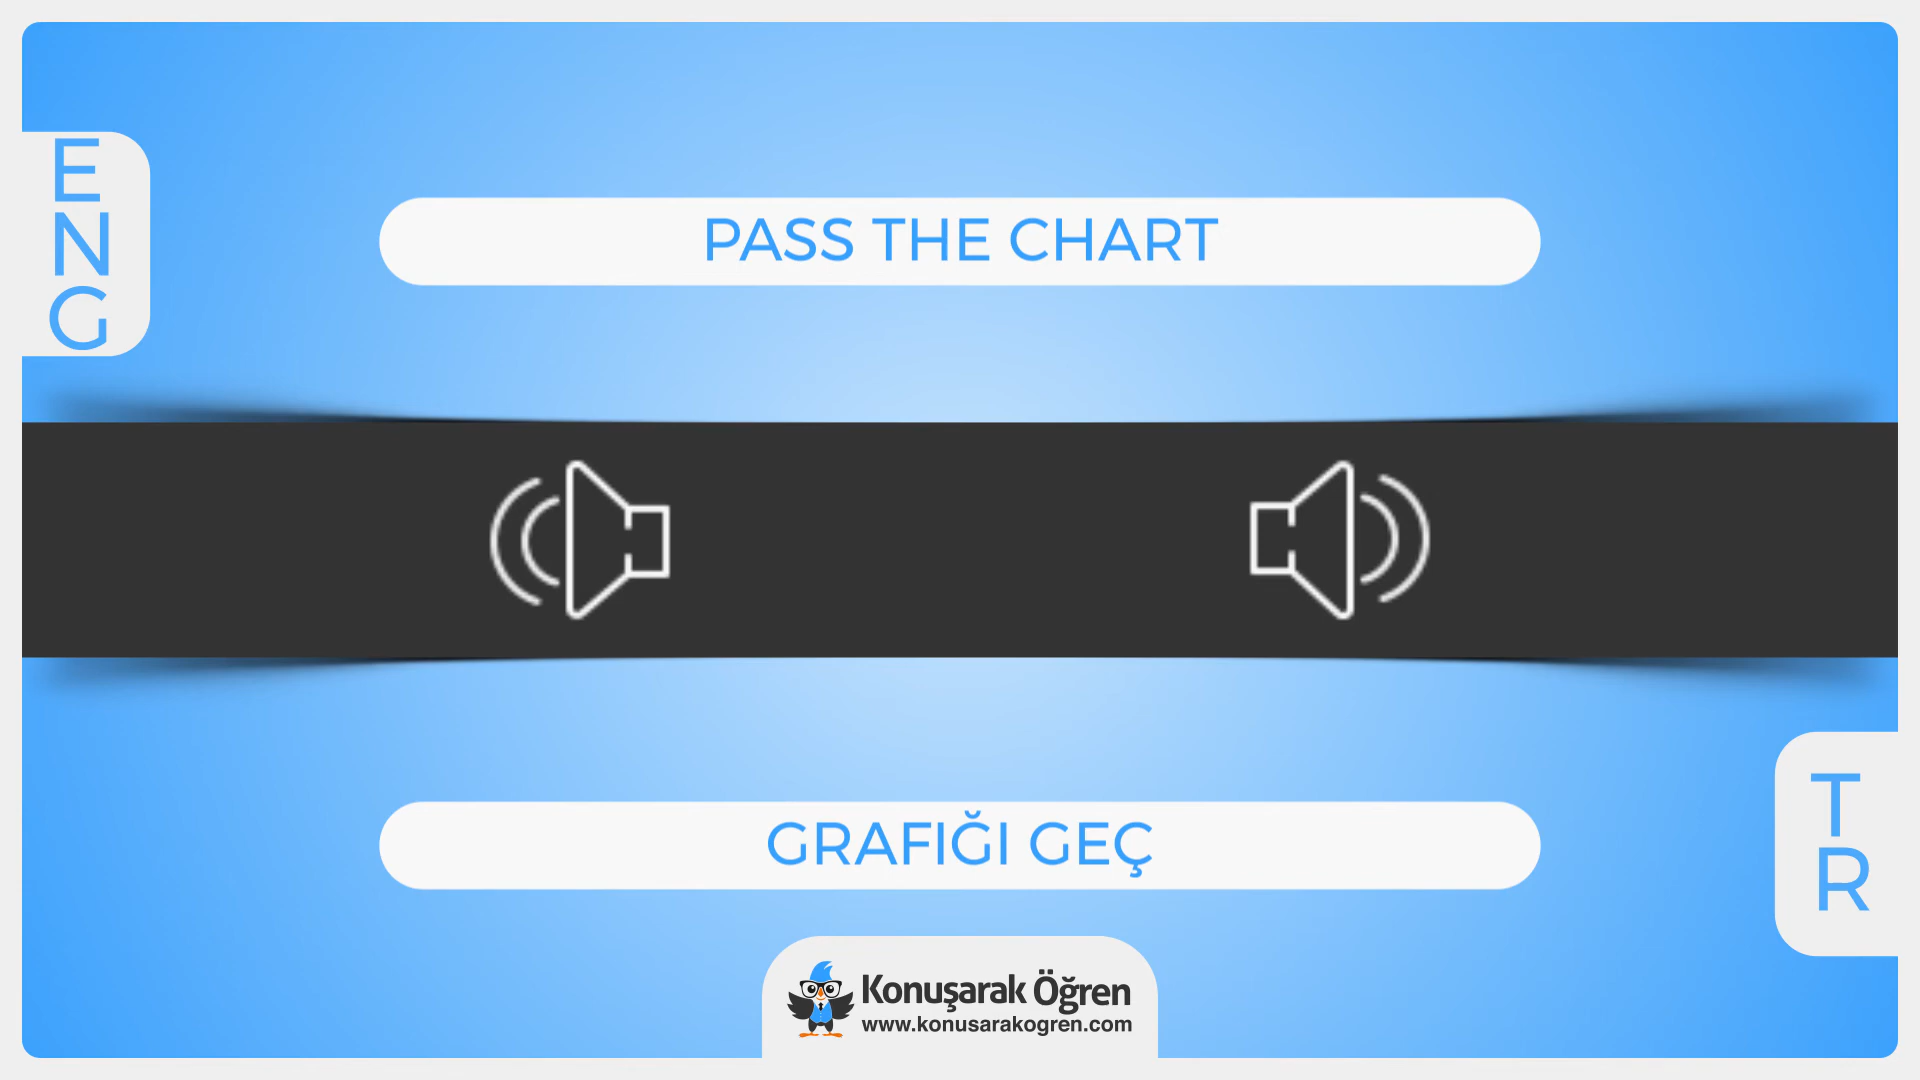 ENG
PASS THE CHART
GRAFIĞI GEÇ
TR
Konuşarak Öğren
www.konusarakogren.com